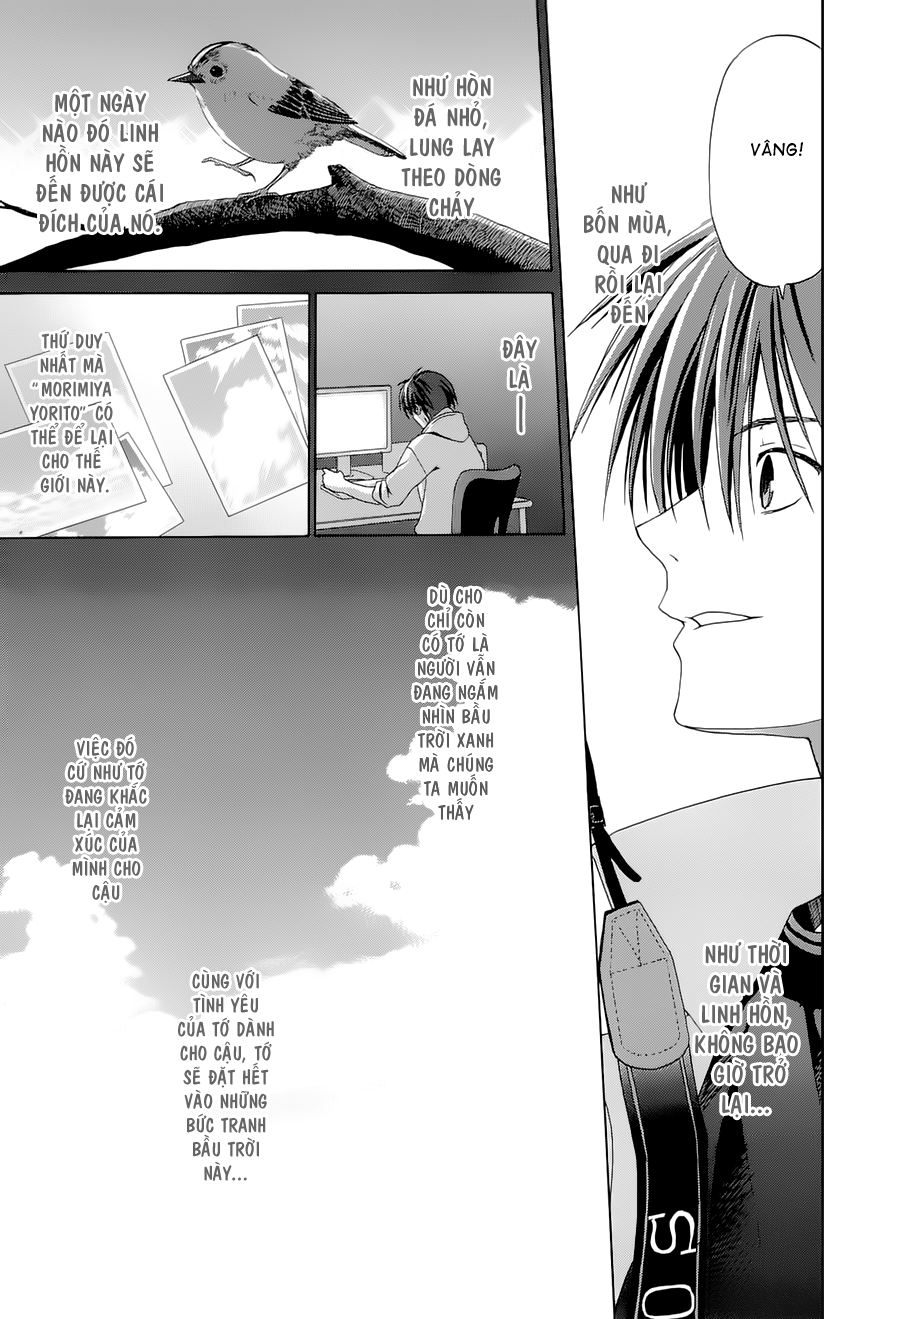 VÂNG!
NHƯ
BỐN MÙA,
QUA ĐI
RỒI LẠI
ĐẾN
NHƯ THỜI
GIAN VÀ
LINH HỒN,
KHÔNG BAO
GIỜ TRỞ
LẠI...
SO
NHƯ HÒN
ĐÁ NHỎ,
LUNG LAY
THEO DÒNG
CHẢY
MỘT NGÀY
NÀO ĐÓ LINH
HỒN NÀY SẼ
ĐẾN ĐƯỢC CÁI
ĐÍCH CỦA NÓ.
ĐÂY
LÀ
—
THỨ DUY
NHẤT MÀ
"MORIMIYA
YORITO" CÓ
THỂ ĐỂ LẠI
CHO THẾ
GIỚI NÀY.
DÙ CHO
CHỈ CÒN
CÓ TỚ LÀ
NGƯỜI VẪN
ĐANG NGẮM
NHÌN BẦU
TRỜI XANH
MÀ CHÚNG
TA MUỐN
THẤY
VIỆC ĐÓ
CỨ NHƯ TỚ
ĐANG KHẮC
LẠI CẢM
XÚC CỦA
MÌNH CHO
CẬU
CÙNG VỚI
TÌNH YÊU
CỦA TỚ DÀNH
CHO CẬU, TỚ
SẼ ĐẶT HẾT
VÀO NHỮNG
BỨC TRANH
BẦU TRỜI
NÀY...